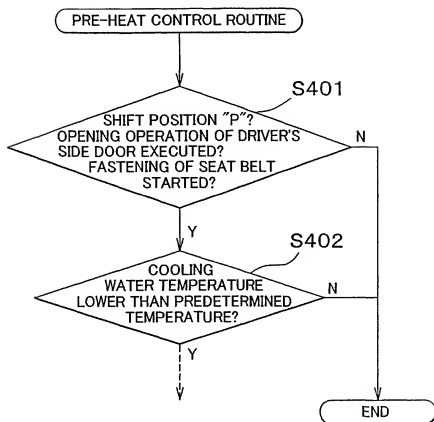 PRE-HEAT CONTROL ROUTINE
S401
SHIFT POSITION "P"?
OPENING OPERATION OF DRIVER'S
SIDE DOOR EXECUTED?
FASTENING OF SEAT BELT
STARTED?
N
Y
S402
COOLING
WATER TEMPERATURE
LOWER THAN PREDETERMINED
TEMPERATURE?
N
Y
END